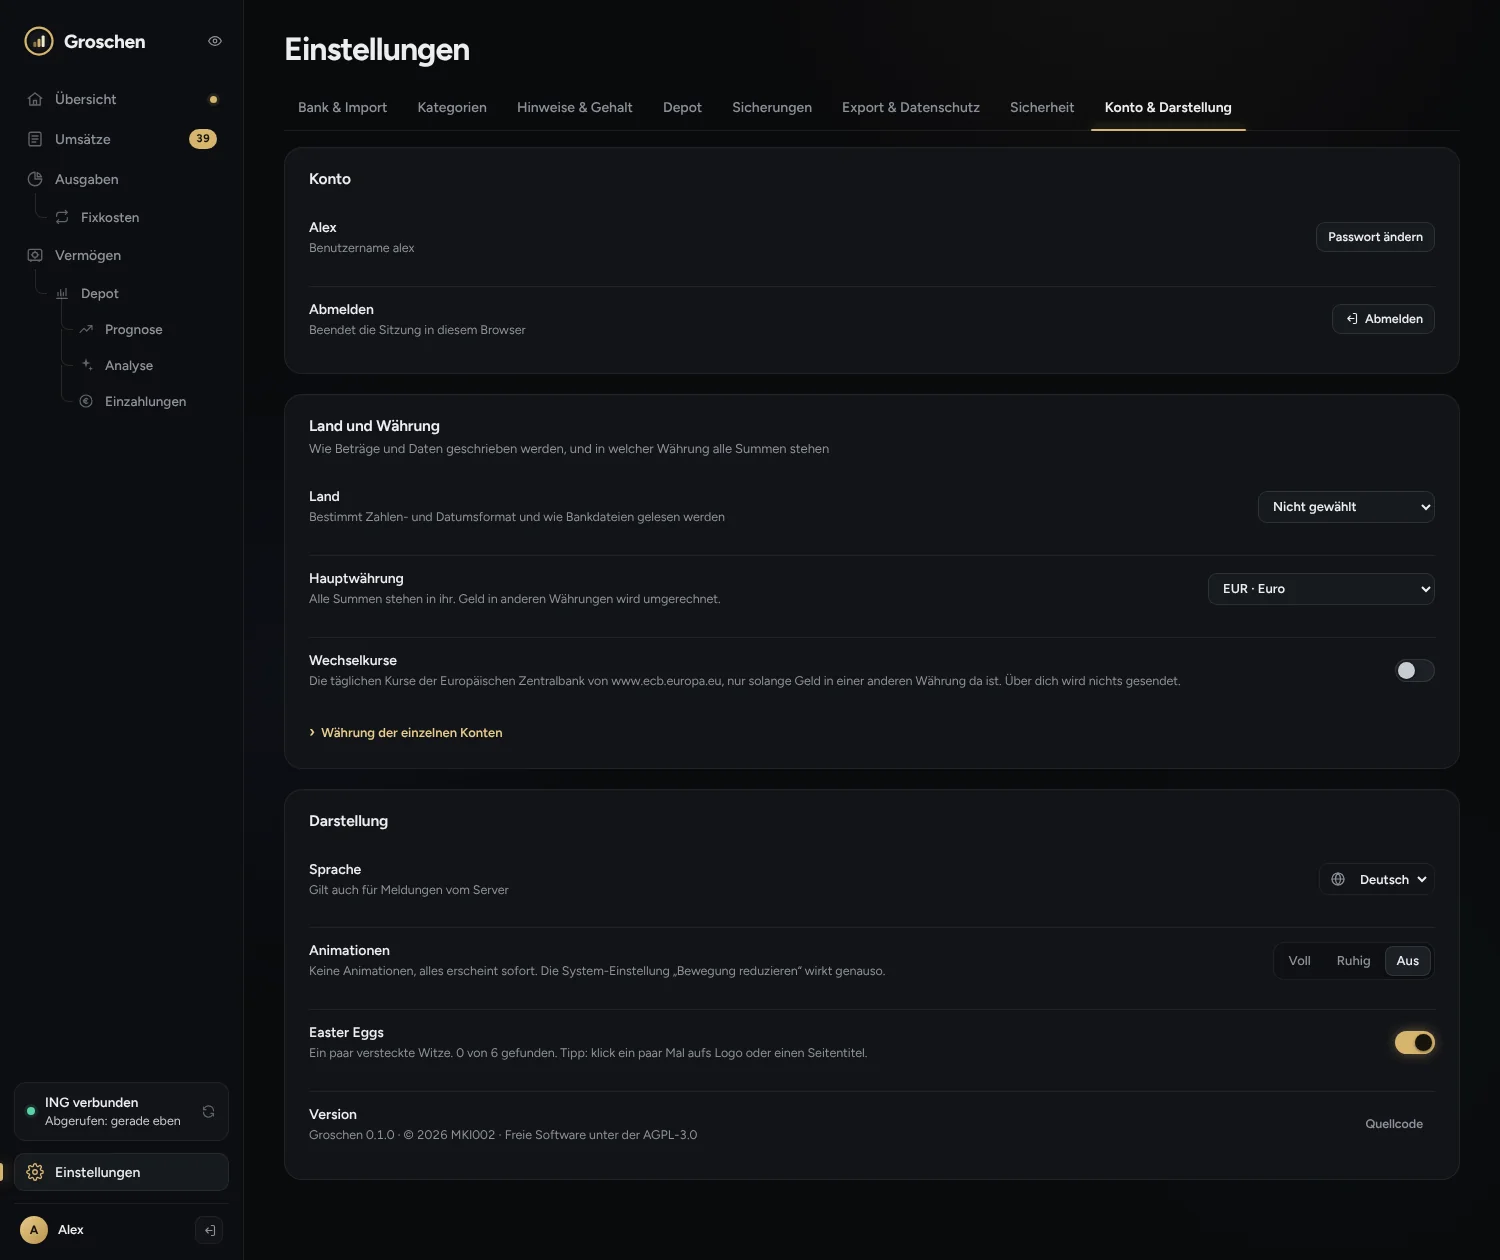 Groschen
Übersicht
Umsätze 39
Ausgaben
Fixkosten
Vermögen
Depot
Prognose
Analyse
Einzahlungen
ING verbunden
Abgerufen: gerade eben
Einstellungen
A Alex
Einstellungen
Bank & Import Kategorien Hinweise & Gehalt Depot Sicherungen Export & Datenschutz Sicherheit Konto & Darstellung
Konto
Alex
Benutzername alex
Passwort ändern
Abmelden
Beendet die Sitzung in diesem Browser
Abmelden
Land und Währung
Wie Beträge und Daten geschrieben werden, und in welcher Währung alle Summen stehen
Land
Bestimmt Zahlen- und Datumsformat und wie Bankdateien gelesen werden
Nicht gewählt
Hauptwährung
Alle Summen stehen in ihr. Geld in anderen Währungen wird umgerechnet.
EUR · Euro
Wechselkurse
Die täglichen Kurse der Europäischen Zentralbank von www.ecb.europa.eu, nur solange Geld in einer anderen Währung da ist. Über dich wird nichts gesendet.
› Währung der einzelnen Konten
Darstellung
Sprache
Gilt auch für Meldungen vom Server
Deutsch
Animationen
Keine Animationen, alles erscheint sofort. Die System-Einstellung „Bewegung reduzieren“ wirkt genauso.
Voll Ruhig Aus
Easter Eggs
Ein paar versteckte Witze. 0 von 6 gefunden. Tipp: klick ein paar Mal aufs Logo oder einen Seitentitel.
Version
Groschen 0.1.0 · © 2026 MKI002 · Freie Software unter der AGPL-3.0
Quellcode